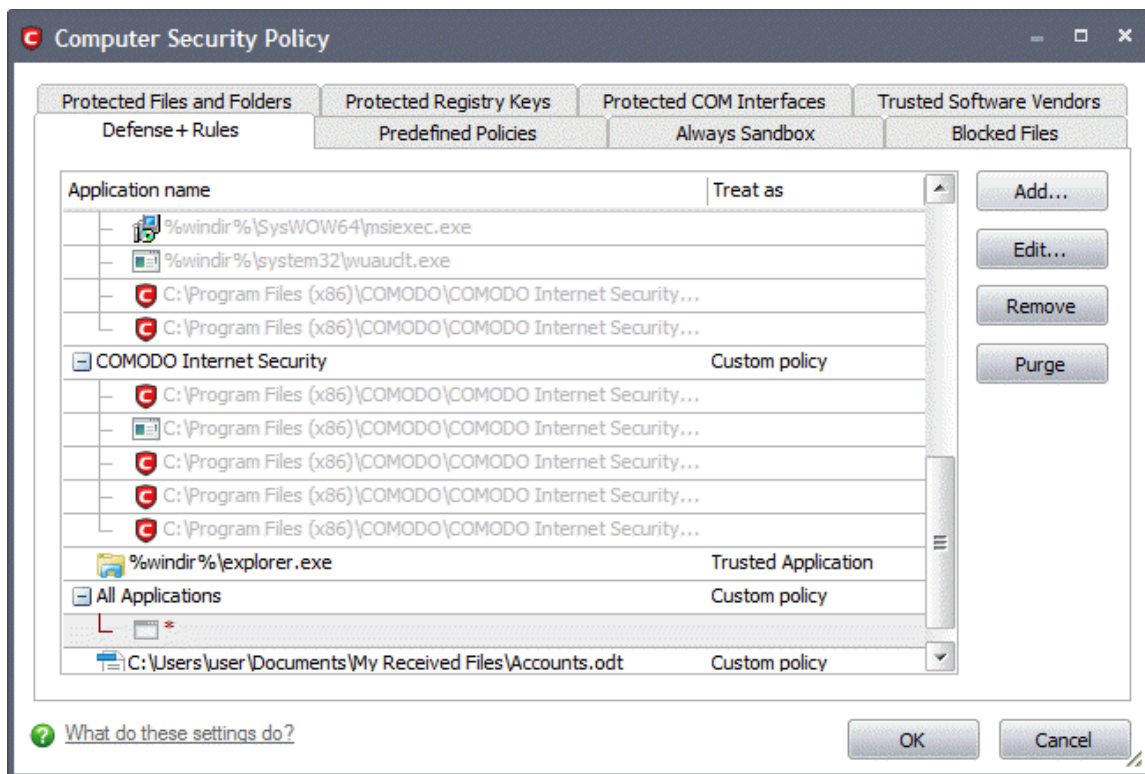 Computer Security Policy
Protected Files and Folders Protected Registry Keys Protected COM Interfaces Trusted Software Vendors
Defense+ Rules Predefined Policies Always Sandbox Blocked Files
Application name Treat as
Add...
%windir%\SysWOW64\msiexec.exe
Edit...
%windir%\system32\wuauclt.exe
C:\Program Files (x86)\COMODO\COMODO Internet Security...
Remove
C:\Program Files (x86)\COMODO\COMODO Internet Security...
COMODO Internet Security Custom policy
Purge
C:\Program Files (x86)\COMODO\COMODO Internet Security...
C:\Program Files (x86)\COMODO\COMODO Internet Security...
C:\Program Files (x86)\COMODO\COMODO Internet Security...
C:\Program Files (x86)\COMODO\COMODO Internet Security...
C:\Program Files (x86)\COMODO\COMODO Internet Security...
%windir%\explorer.exe Trusted Application
All Applications Custom policy
*
C:\Users\user\Documents\My Received Files\Accounts.odt Custom policy
What do these settings do?
OK Cancel